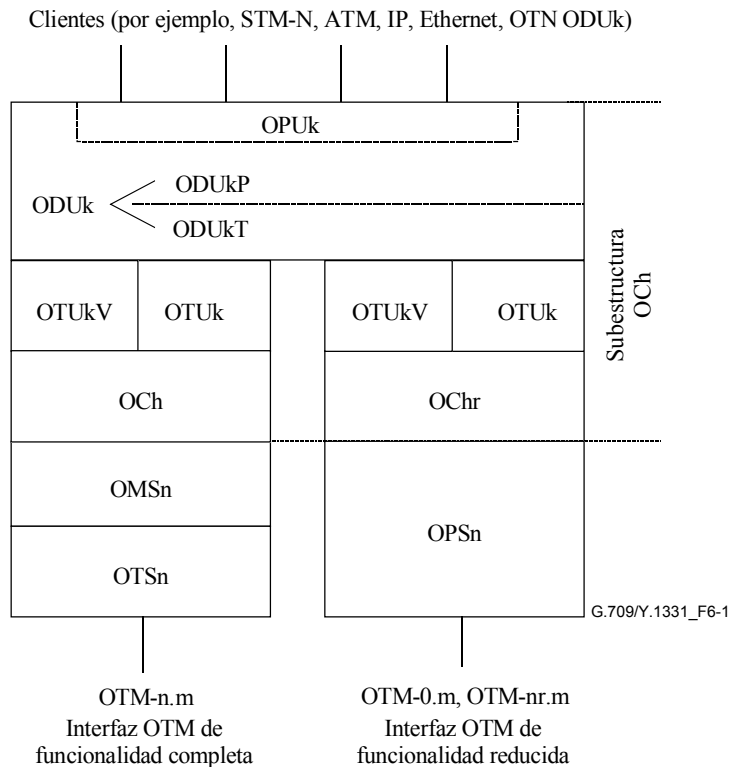 Clientes (por ejemplo, STM-N, ATM, IP, Ethernet, OTN ODUk)
OPUk
ODUk
ODUkP
ODUkT
Subestructura
OCh
OTUkV
OTUk
OTUkV
OTUk
OCh
OChr
OMSn
OPSn
OTSn
G.709/Y.1331_F6-1
OTM-n.m
Interfaz OTM de
funcionalidad completa
OTM-0.m, OTM-nr.m
Interfaz OTM de
funcionalidad reducida